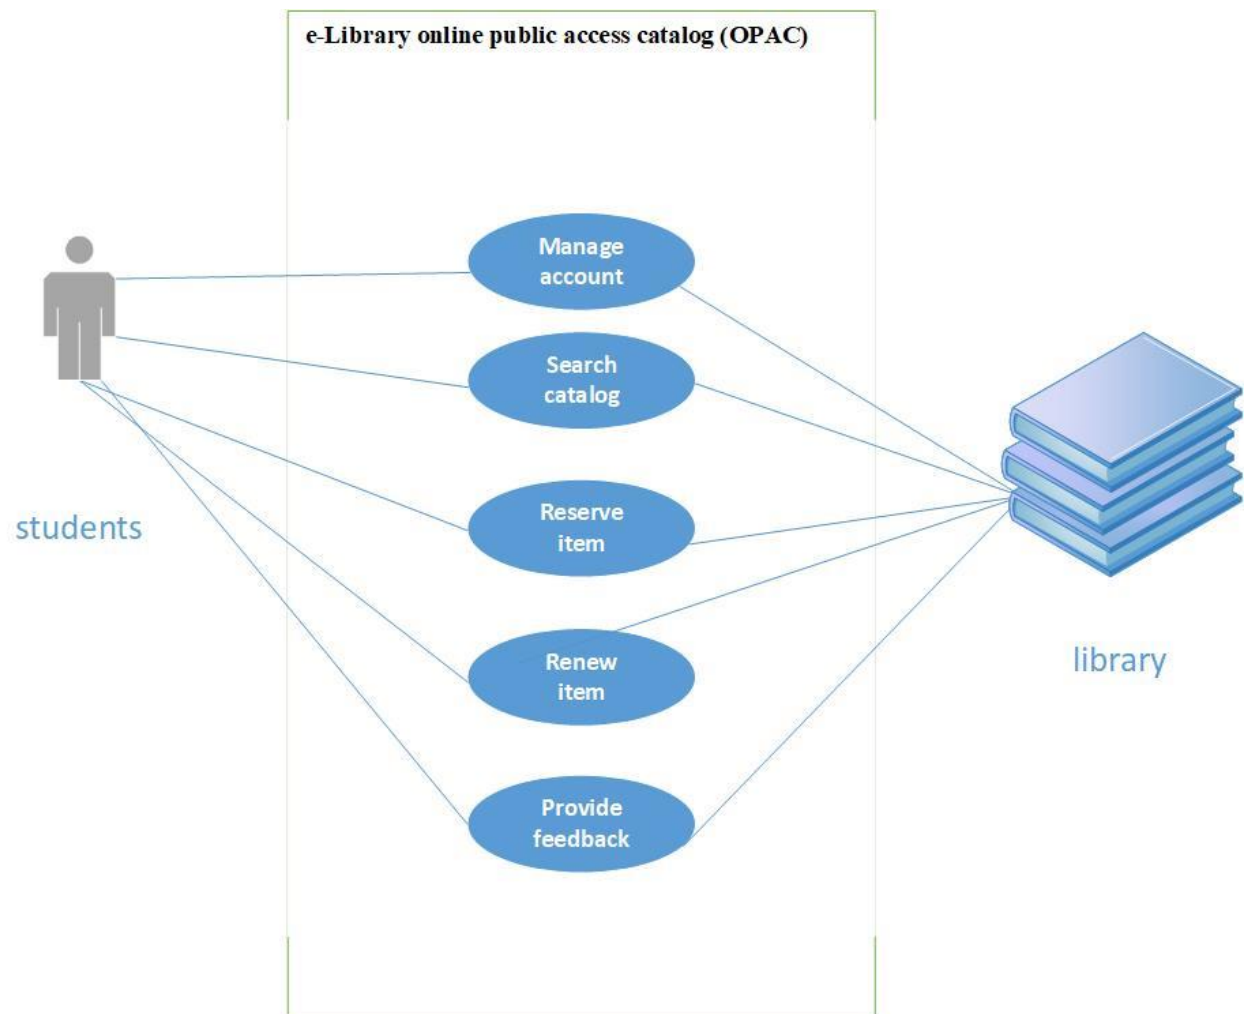 e-Library online public access catalog (OPAC)
Manage
account
Search
catalog
Reserve
item
students
Renew
item
library
Provide
feedback